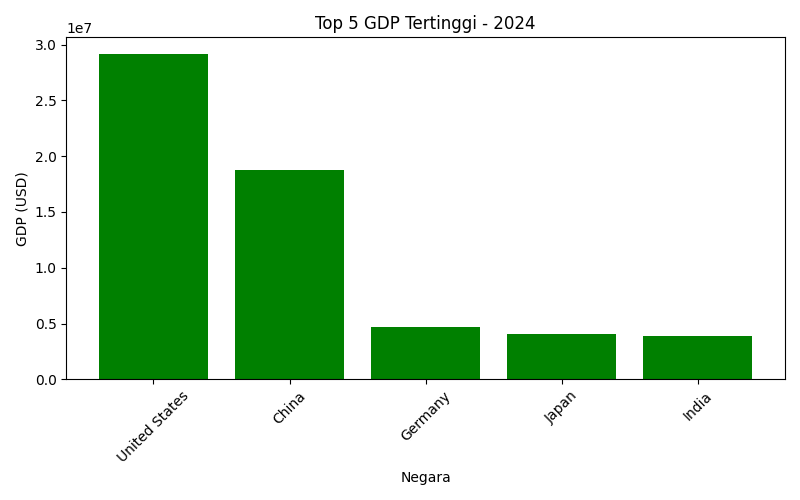 Top 5 GDP Tertinggi - 2024
1e7
3.0
2.5
2.0
1.5
1.0
0.5
0.0
GDP (USD)
United States
China
Germany
Japan
India
Negara